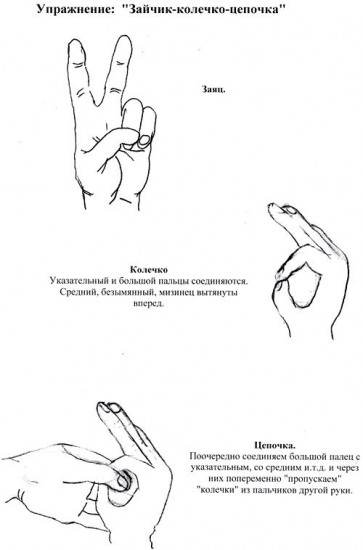 Упражнение: "Зайчик-колечко-цепочка"
Заяц.
Колечко
Указательный и большой пальцы соединяются.
Средний, безымянный, мизинец вытянуты
вперед.
Цепочка.
Поочередно соединяем большой палец с
указательным, со средним и.т.д. и через
них попеременно "пропускаем"
"колечки" из пальчиков другой руки.